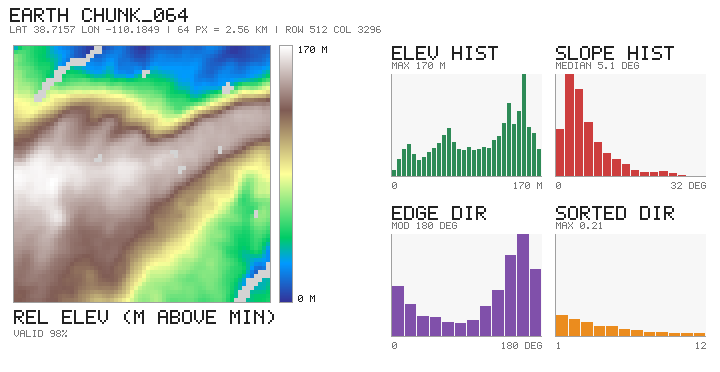 EARTH CHUNK_064
LAT 38.7157 LON -110.1849 | 64 PX = 2.56 KM | ROW 512 COL 3296
170 M
0 M
REL ELEV (M ABOVE MIN)
VALID 98%
ELEV HIST
MAX 170 M
0 170 M
SLOPE HIST
MEDIAN 5.1 DEG
0 32 DEG
EDGE DIR
MOD 180 DEG
0 180 DEG
SORTED DIR
MAX 0.21
1 12